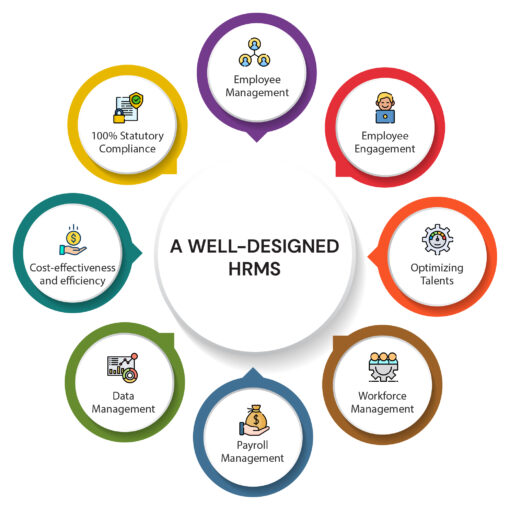 Employee
Management
Employee
Engagement
Optimizing
Talents
Workforce
Management
Payroll
Management
Data
Management
Cost-effectiveness
and efficiency
100% Statutory
Compliance
A WELL-DESIGNED
HRMS